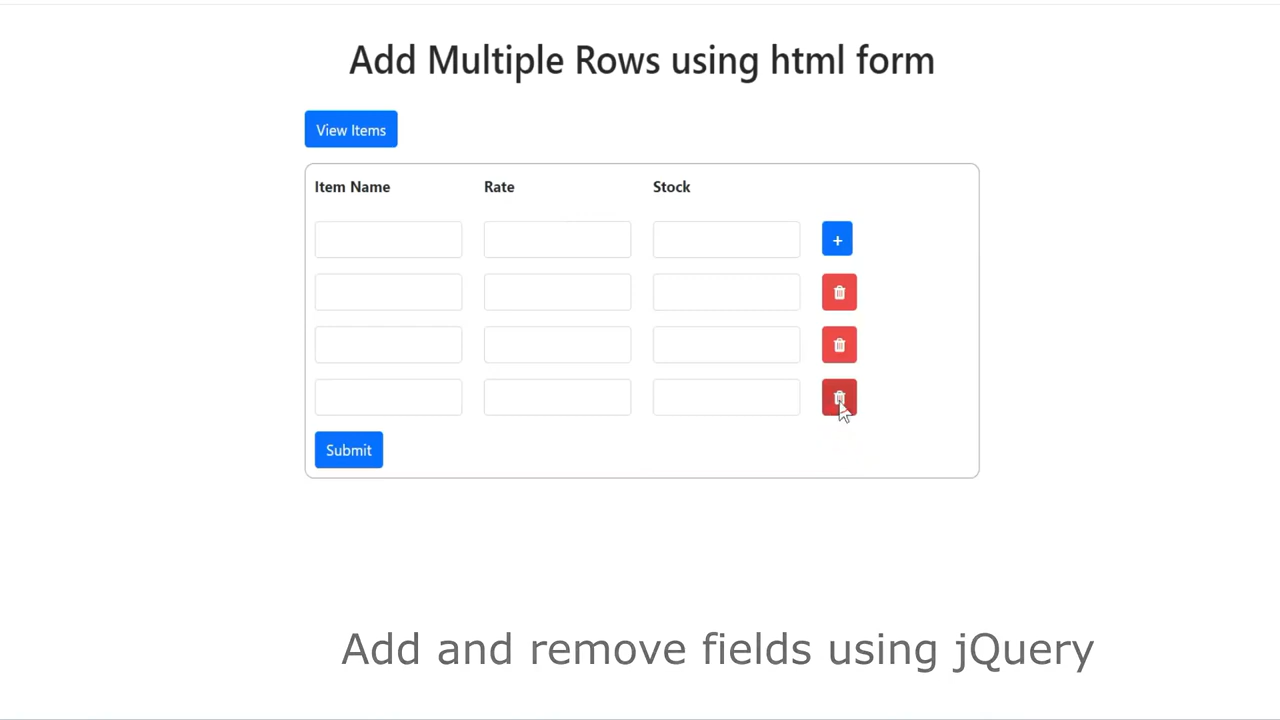 Add Multiple Rows using html form
View Items
Item Name Rate Stock
+
Submit
Add and remove fields using jQuery